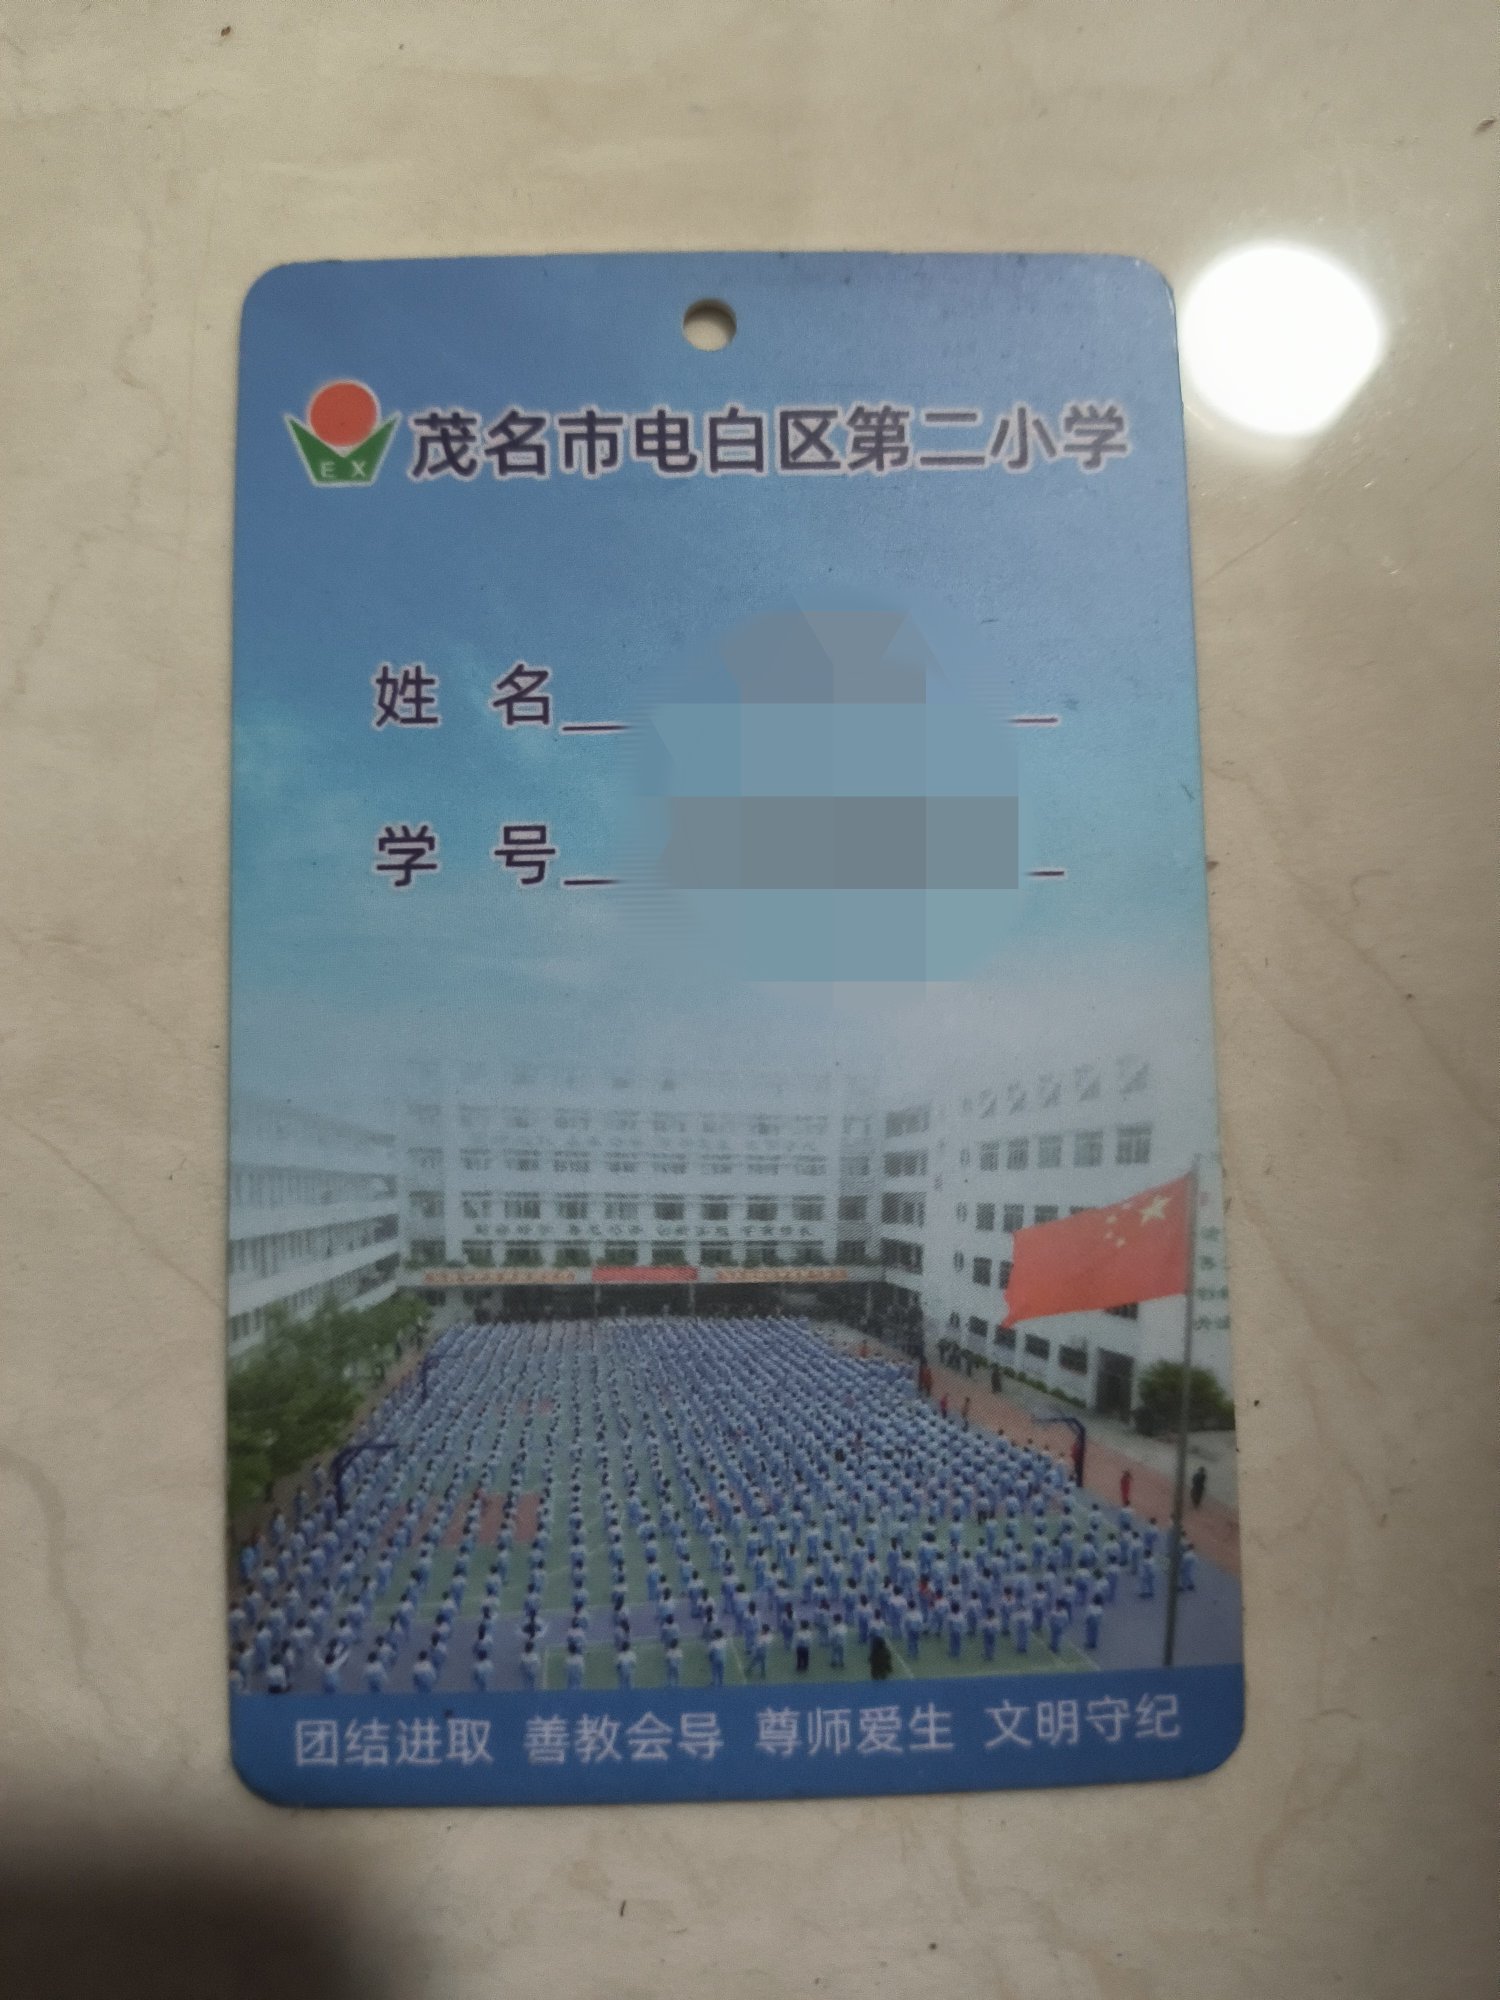 EX
茂名市电白区第二小学
姓 名
学 号
团结进取 善教会导 尊师爱生 文明守纪